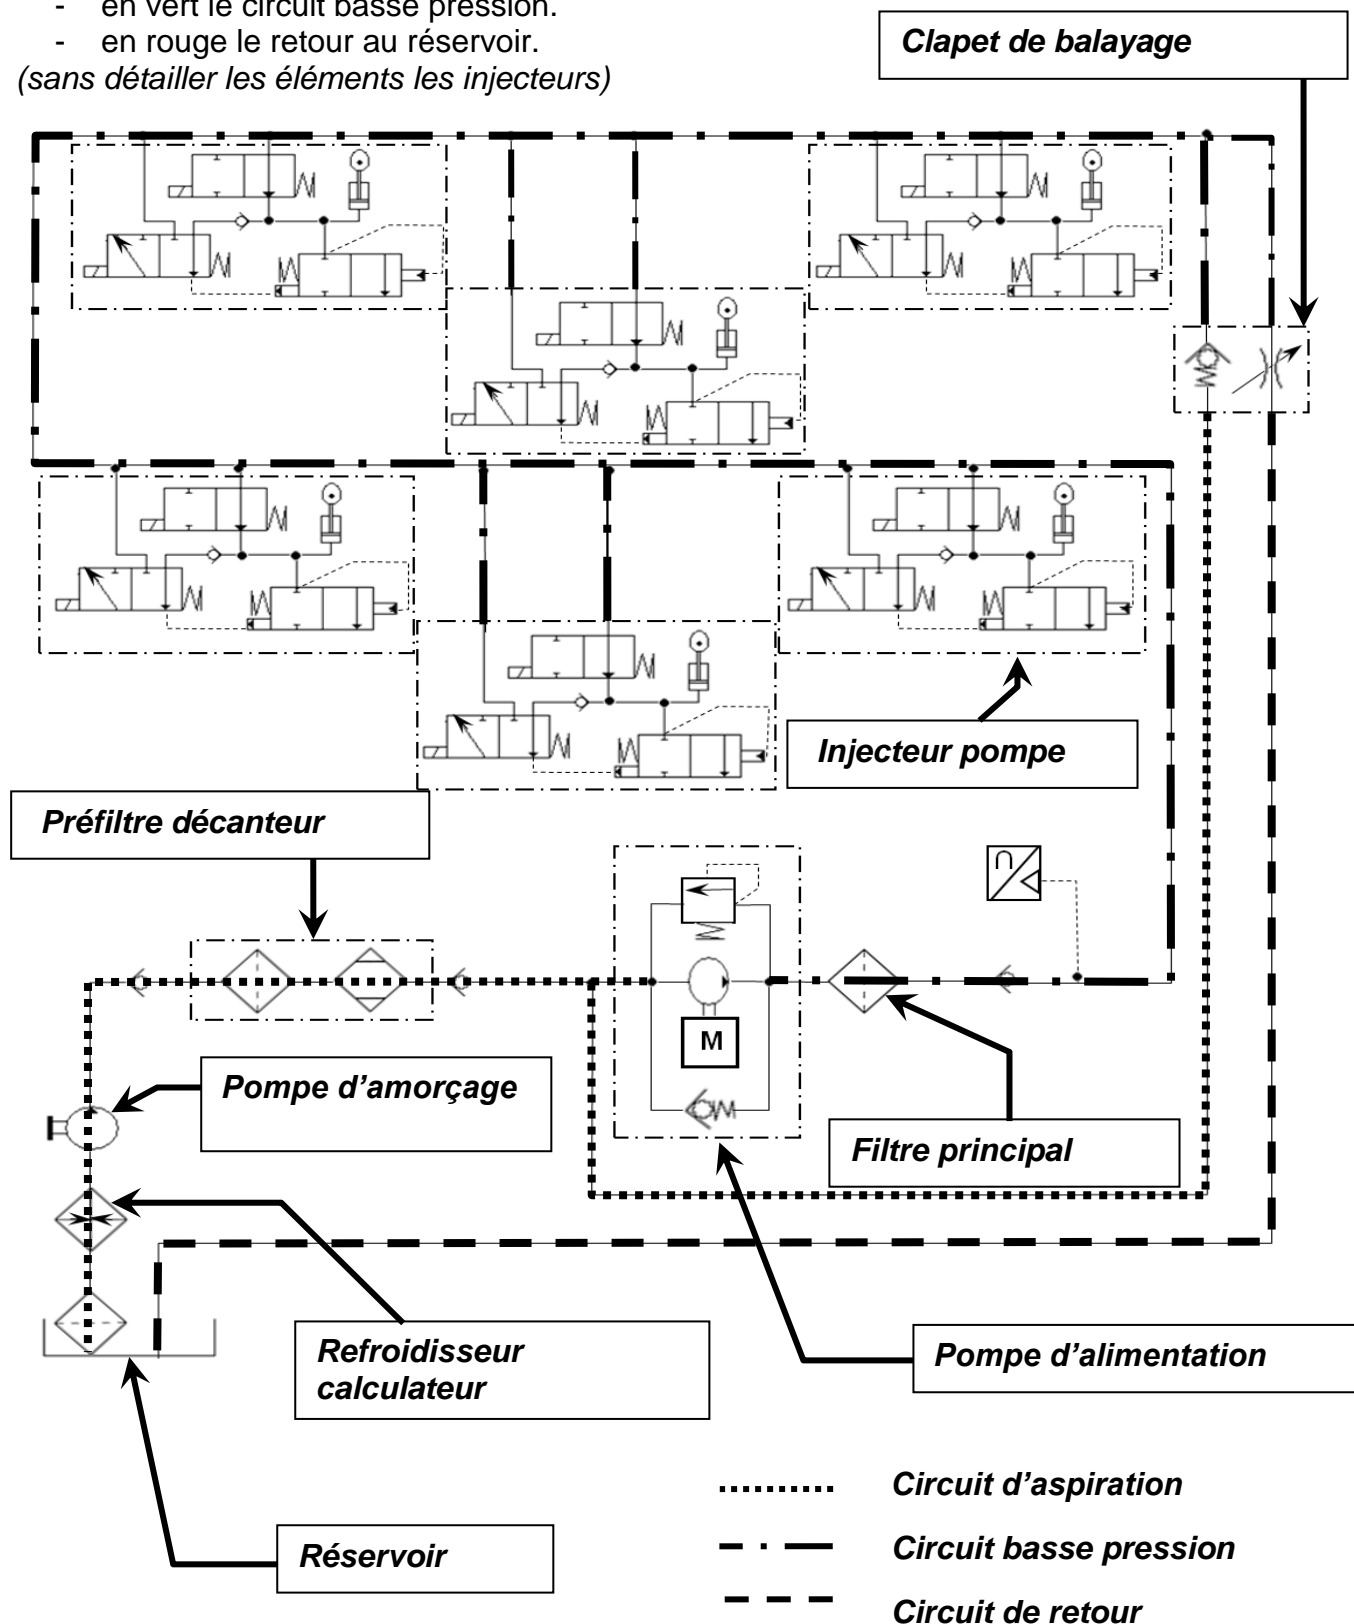 - en vert le circuit basse pression.
- en rouge le retour au réservoir.
(sans détailler les éléments les injecteurs)
Clapet de balayage
Injecteur pompe
Préfiltre décanteur
M
Pompe d'amorçage
Filtre principal
Refroidisseur
calculateur
Pompe d'alimentation
Réservoir
Circuit d'aspiration
Circuit basse pression
Circuit de retour